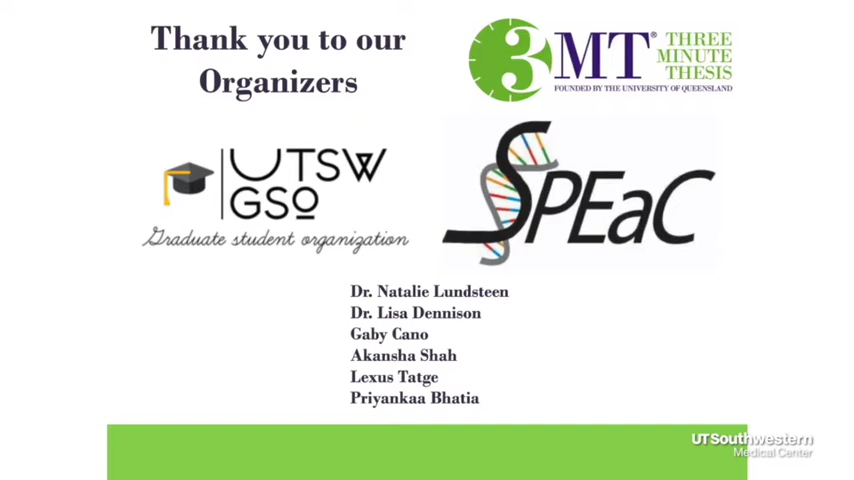 Thank you to our
Organizers
3MT® THREE
MINUTE
THESIS
FOUNDED BY THE UNIVERSITY OF QUEENSLAND
UTSW
GSO
Graduate student organization
SPEaC
Dr. Natalie Lundsteen
Dr. Lisa Dennison
Gaby Cano
Akansha Shah
Lexus Tatge
Priyankaa Bhatia
UTSouthwestern
Medical Center